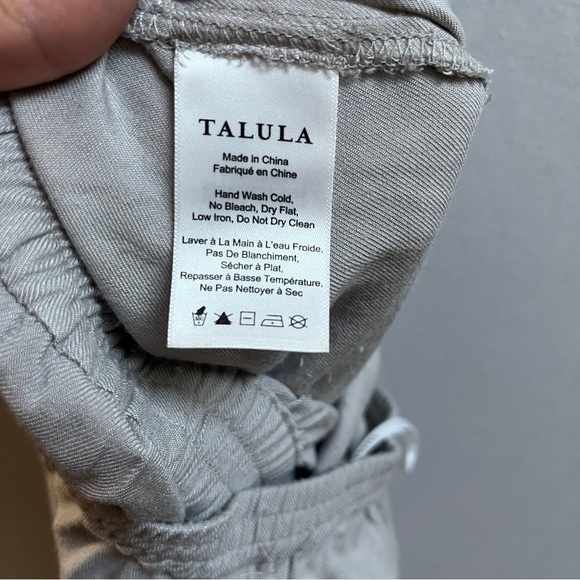 TALULA
Made in China
Fabriqué en Chine
Hand Wash Cold,
No Bleach, Dry Flat,
Low Iron, Do Not Dry Clean
Laver à La Main à L'eau Froide,
Pas De Blanchiment,
Sécher à Plat,
Repasser à Basse Température,
Ne Pas Nettoyer à Sec